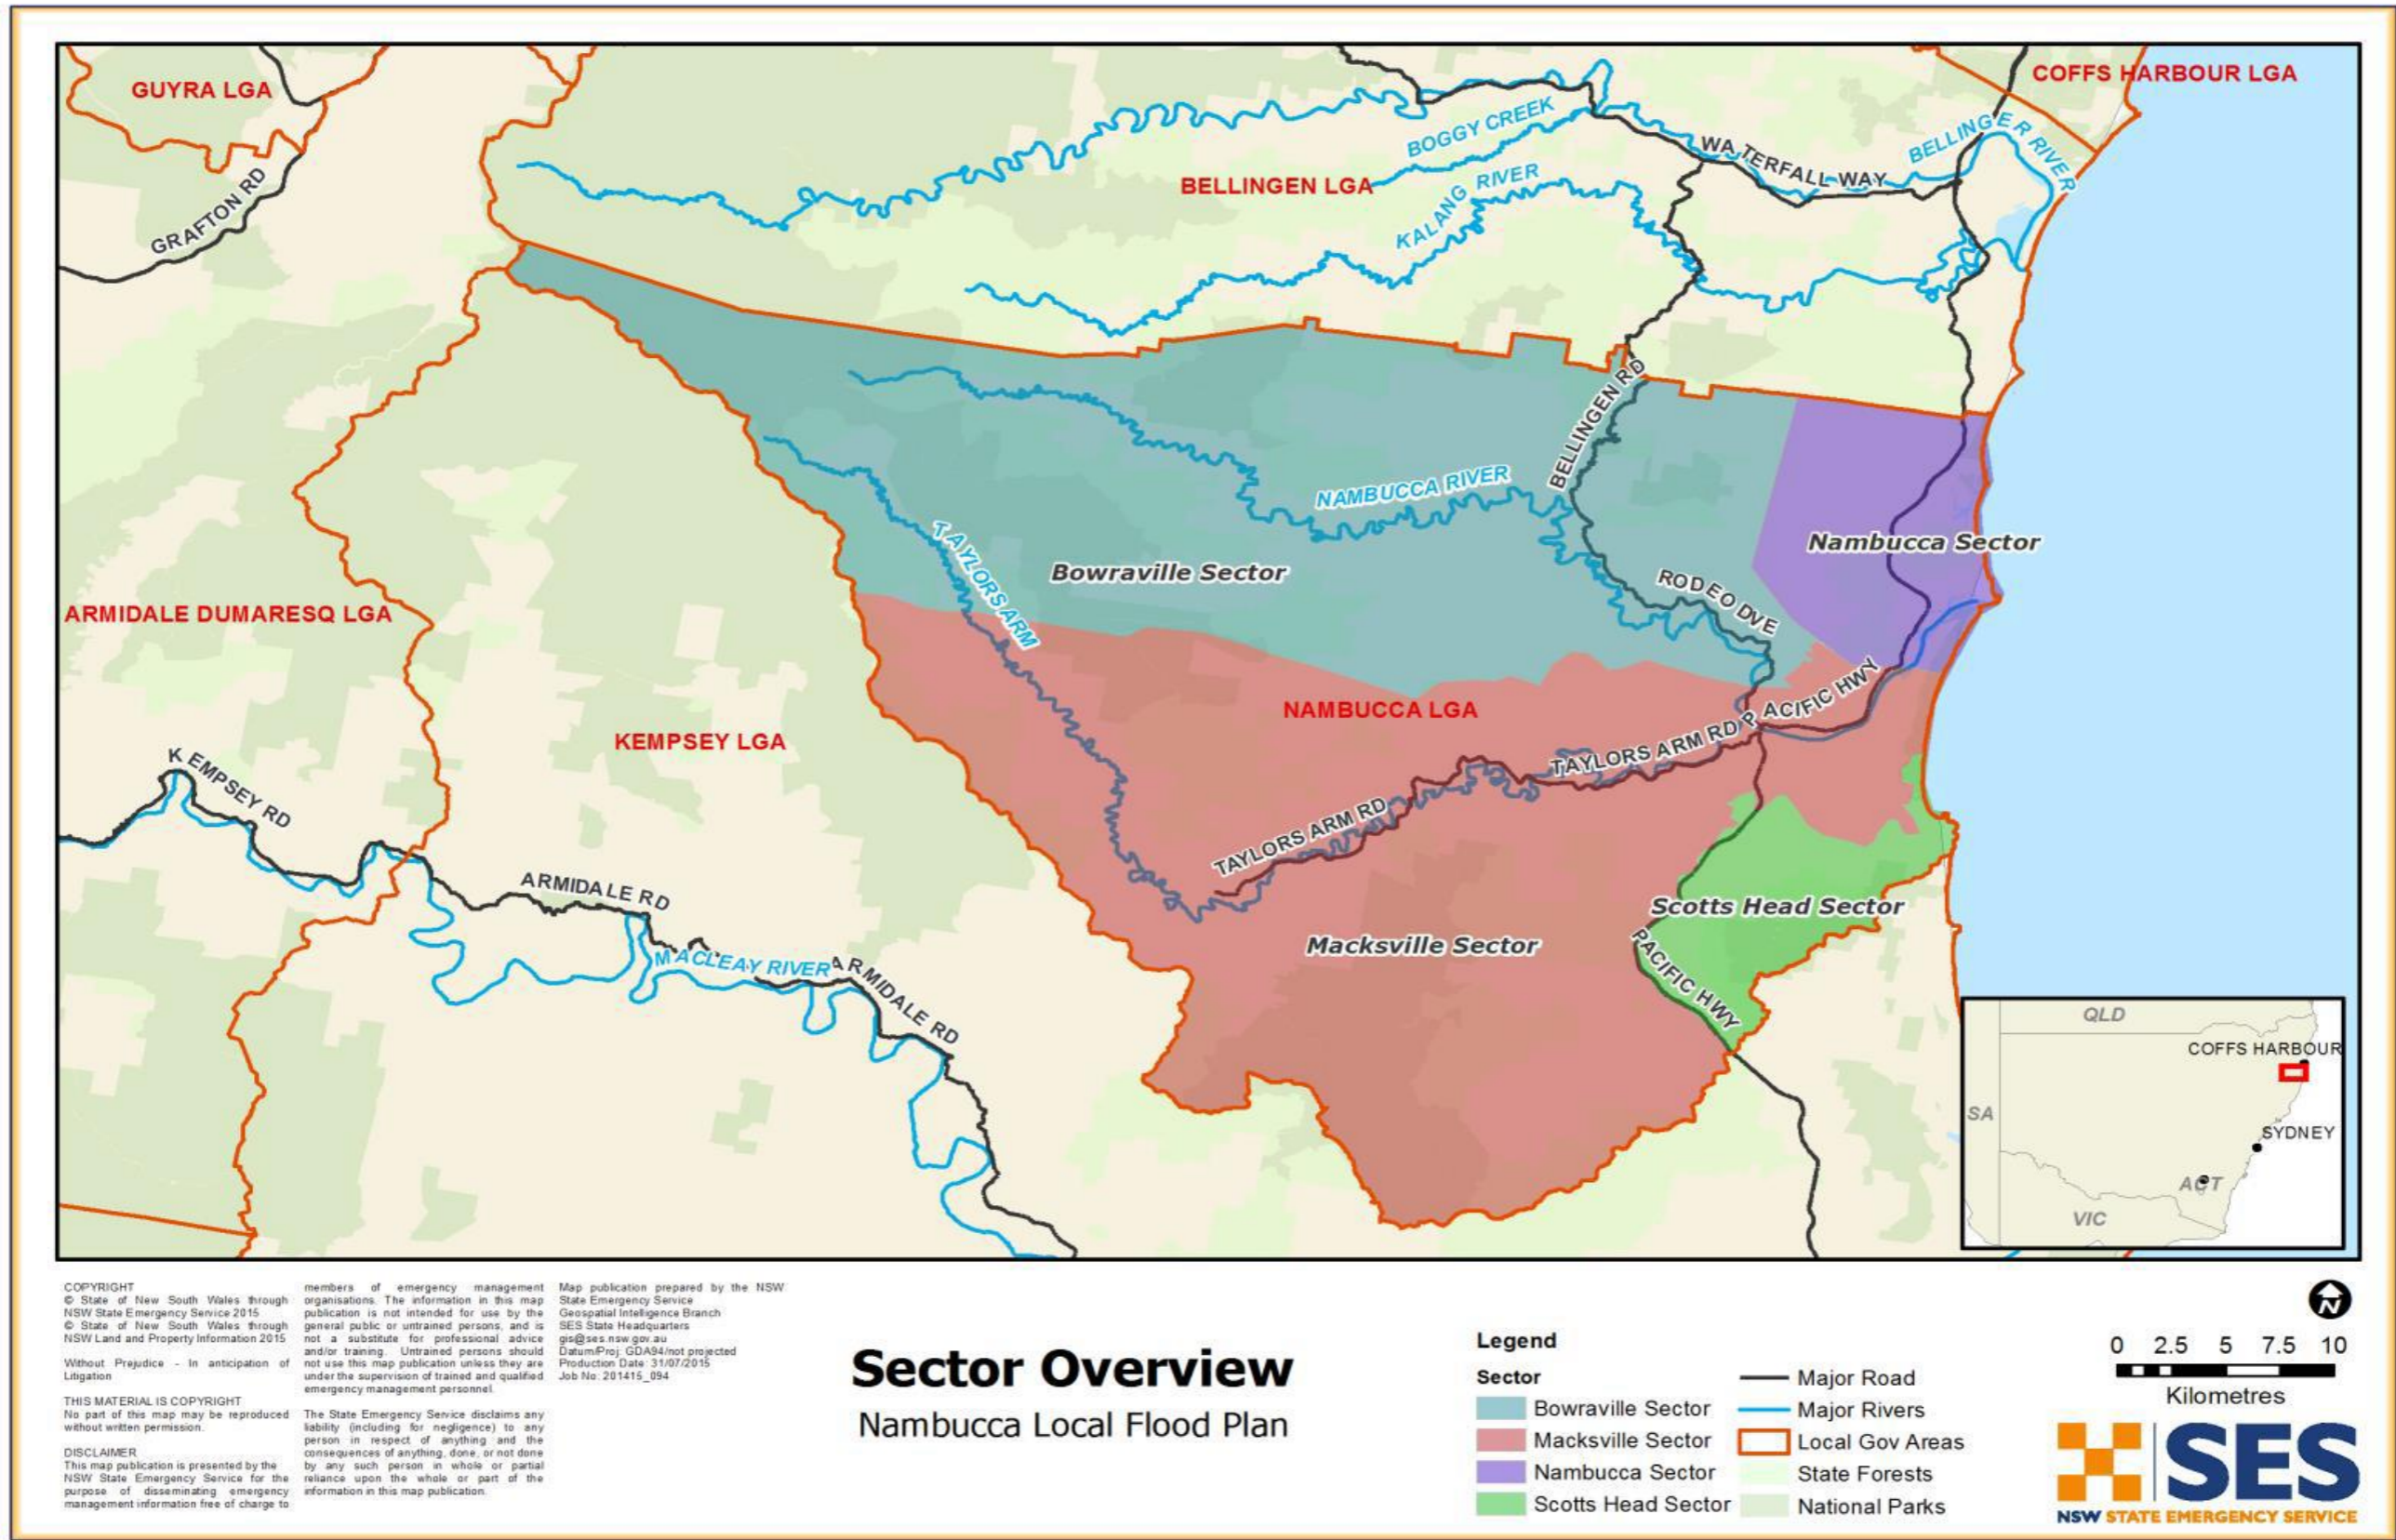 GUYRA LGA
COFFS HARBOUR LGA
BOGGY CREEK
WATERFALL WAY
BELLINGER RIVER
BELLINGEN LGA
KALANG RIVER
GRAFTON RD
BELLINGEN RD
NAMBUCCA RIVER
TAYLORS ARM
Nambucca Sector
Bowraville Sector
RODEO DVE
ARMIDALE DUMARESQ LGA
NAMBUCCA LGA
PACIFIC HWY
KEMPSEY LGA
TAYLORS ARM RD
KEMPSEY RD
TAYLORS ARM RD
ARMIDALE RD
Scotts Head Sector
Macksville Sector
MACLEAY RIVER
ARMIDALE RD
PACIFIC HWY
QLD
COFFS HARBOUR
SA
SYDNEY
ACT
VIC
COPYRIGHT
© State of New South Wales through
NSW State Emergency Service 2015
© State of New South Wales through
NSW Land and Property Information 2015
Without Prejudice - In anticipation of
Litigation
THIS MATERIAL IS COPYRIGHT
No part of this map may be reproduced
without written permission.
DISCLAIMER
This map publication is presented by the
NSW State Emergency Service for the
purpose of disseminating emergency
management information free of charge to
members of emergency management
organisations. The information in this map
publication is not intended for use by the
general public or untrained persons, and is
not a substitute for professional advice
and/or training. Untrained persons should
not use this map publication unless they are
under the supervision of trained and qualified
emergency management personnel.
The State Emergency Service disclaims any
liability (including for negligence) to any
person in respect of anything and the
consequences of anything, done, or not done
by any such person in whole or partial
reliance upon the whole or part of the
information in this map publication.
Map publication prepared by the NSW
State Emergency Service
Geospatial Intelligence Branch
SES State Headquarters
gis@ses.nsw.gov.au
Datum/Proj: GDA94/not projected
Production Date: 31/07/2015
Job No: 201415_094
Sector Overview
Nambucca Local Flood Plan
Legend
Sector
Bowraville Sector
Macksville Sector
Nambucca Sector
Scotts Head Sector
Major Road
Major Rivers
Local Gov Areas
State Forests
National Parks
N
0 2.5 5 7.5 10
Kilometres
SES
NSW STATE EMERGENCY SERVICE